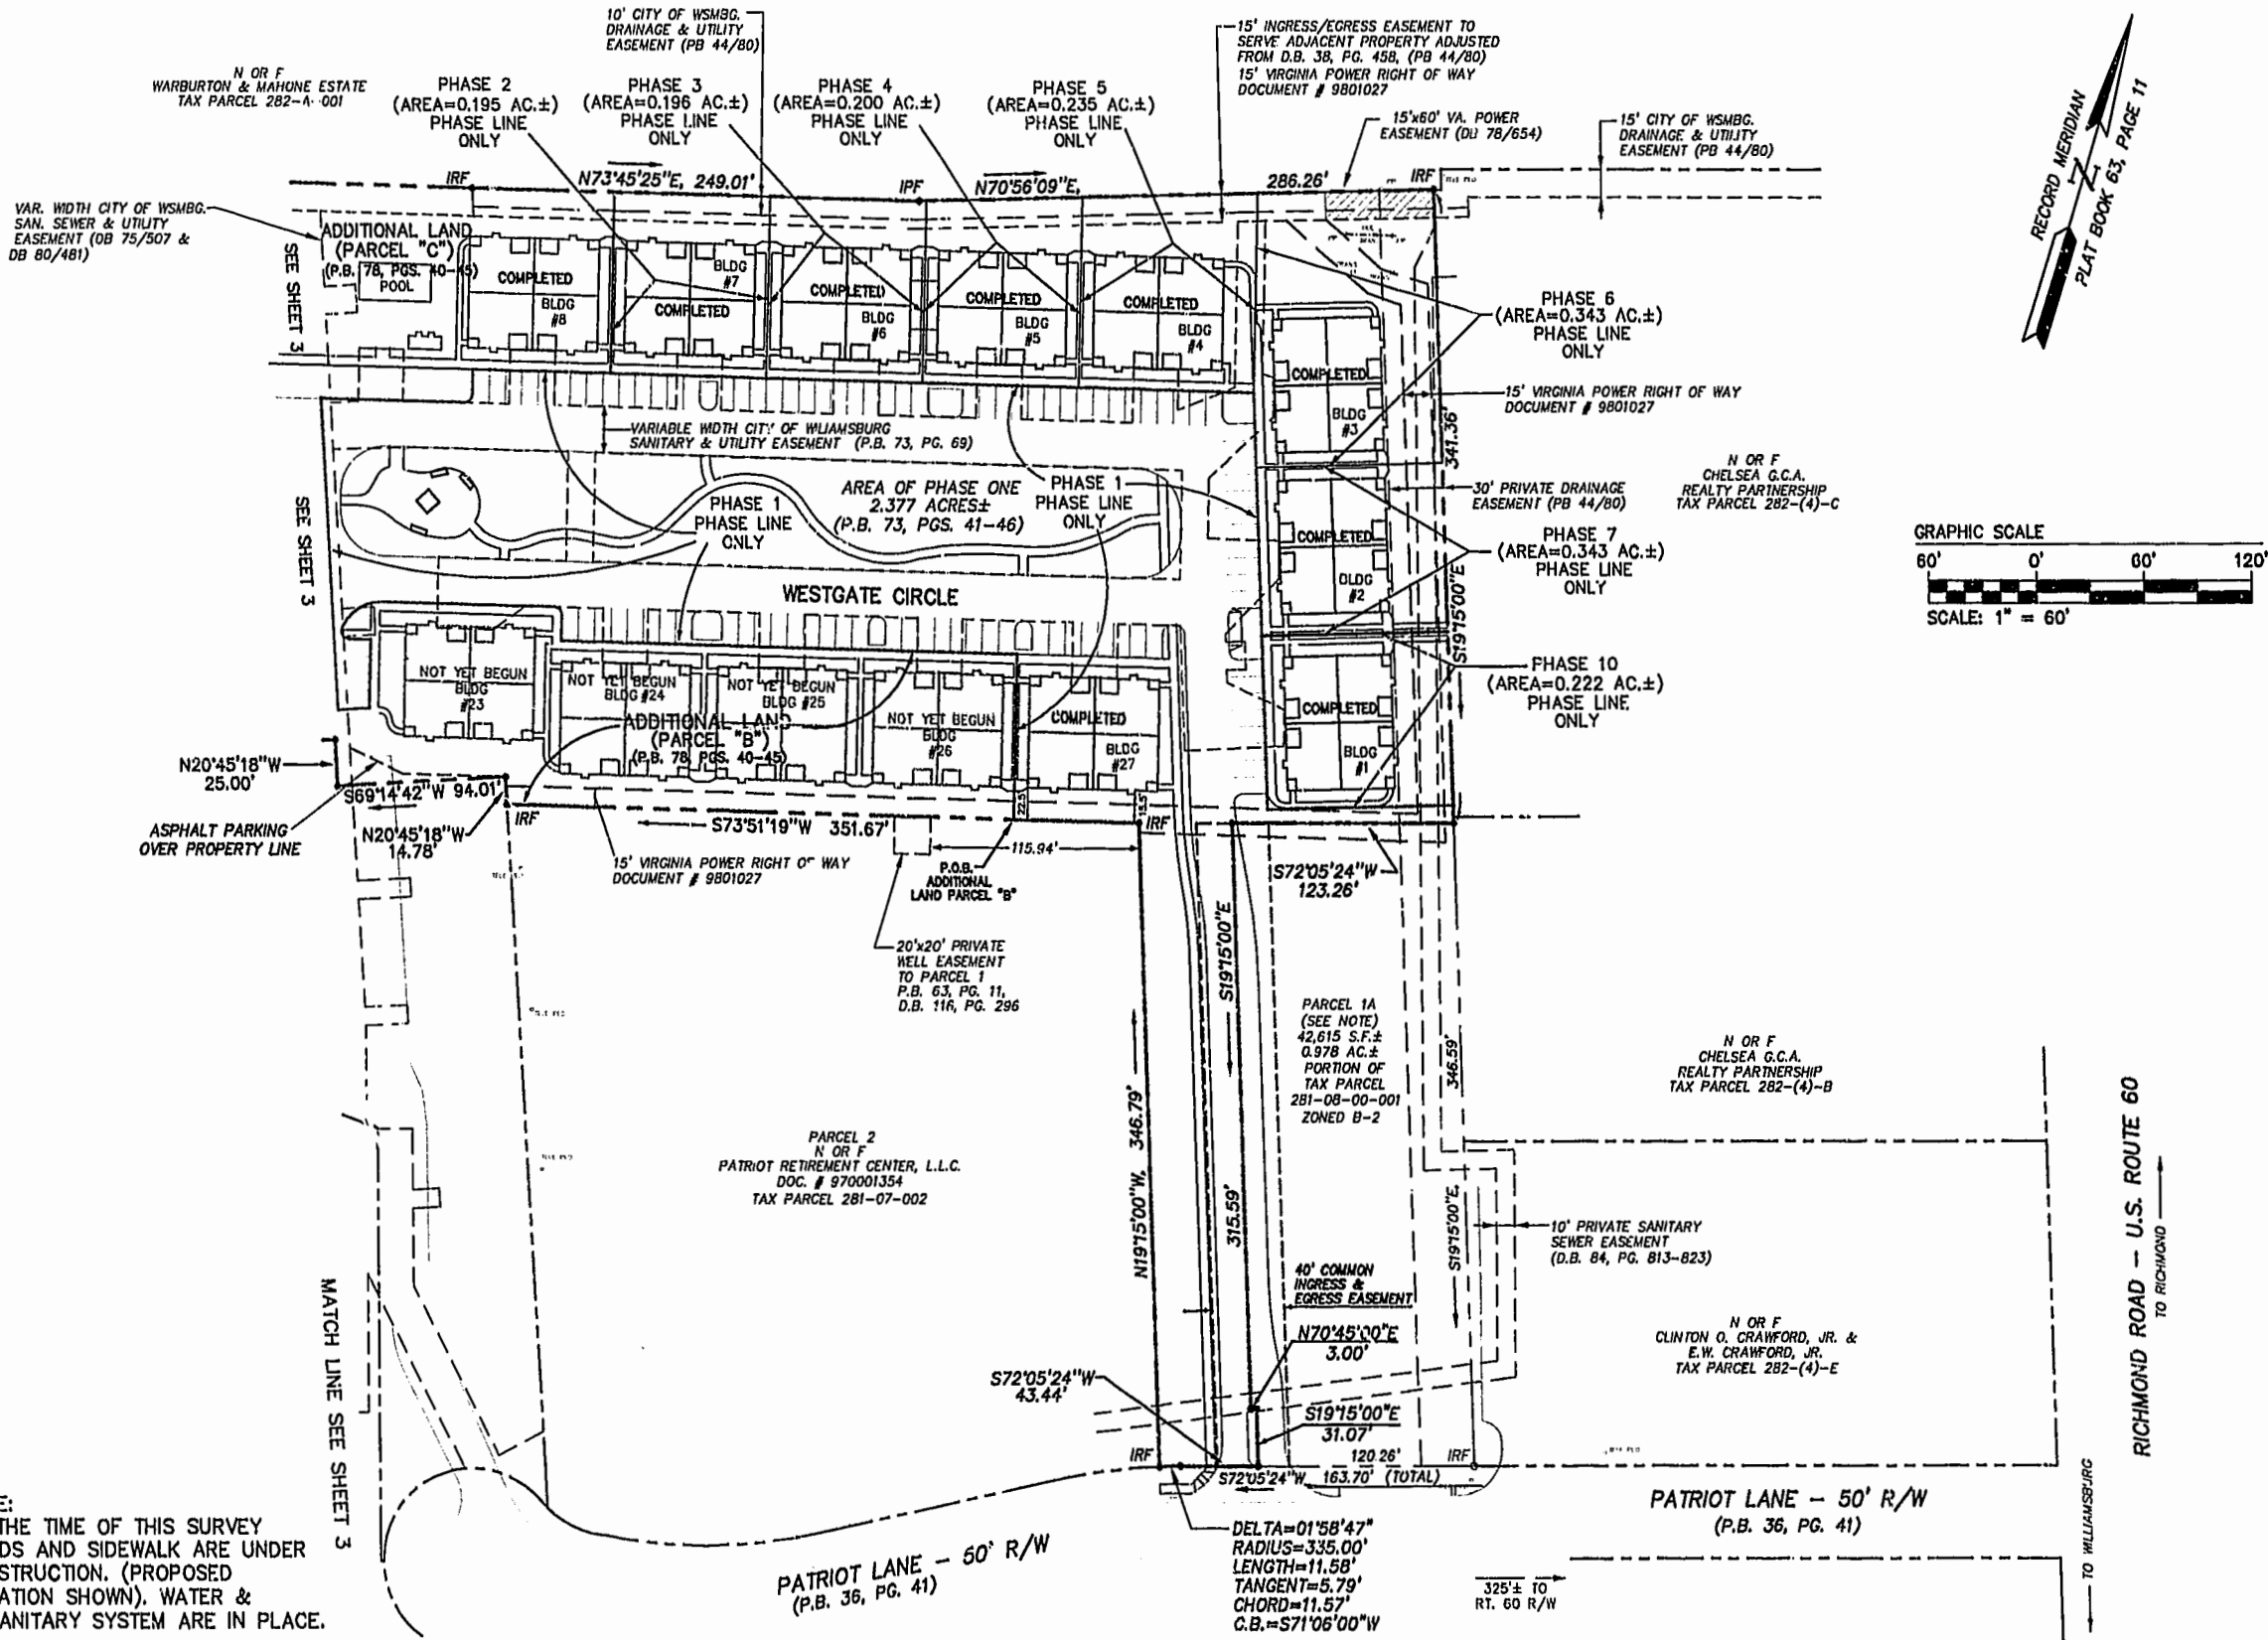 10' CITY OF WSMBG.
DRAINAGE & UTILITY
EASEMENT (PB 44/80)
15' INGRESS/EGRESS EASEMENT TO
SERVE ADJACENT PROPERTY ADJUSTED
FROM D.B. 38, PG. 458, (PB 44/80)
15' VIRGINIA POWER RIGHT OF WAY
DOCUMENT # 9801027
N OR F
WARBURTON & MAHONE ESTATE
TAX PARCEL 282-A-001
PHASE 2
(AREA=0.195 AC.±)
PHASE LINE
ONLY
PHASE 3
(AREA=0.196 AC.±)
PHASE LINE
ONLY
PHASE 4
(AREA=0.200 AC.±)
PHASE LINE
ONLY
PHASE 5
(AREA=0.235 AC.±)
PHASE LINE
ONLY
15'x60' VA. POWER
EASEMENT (DB 78/654)
15' CITY OF WSMBG.
DRAINAGE & UTILITY
EASEMENT (PB 44/80)
RECORD MERIDIAN
PLAT BOOK 63, PAGE 11
N
IRF
N73°45'25"E, 249.01'
IPF
N70°56'09"E,
286.26'
IRF
VAR. WIDTH CITY OF WSMBG.
SAN. SEWER & UTILITY
EASEMENT (DB 75/507 &
DB 80/481)
ADDITIONAL LAND
(PARCEL "C")
(P.B. 78, PGS. 40-45)
POOL
SEE SHEET 3
COMPLETED
BLDG
#8
BLDG
#7
COMPLETED
COMPLETED
BLDG
#6
COMPLETED
BLDG
#5
COMPLETED
BLDG
#4
PHASE 6
(AREA=0.343 AC.±)
PHASE LINE
ONLY
COMPLETED
BLDG
#3
15' VIRGINIA POWER RIGHT OF WAY
DOCUMENT # 9801027
341.36'
S19°15'00"E
VARIABLE WIDTH CITY OF WLIAMSBURG
SANITARY & UTILITY EASEMENT (P.B. 73, PG. 69)
N OR F
CHELSEA G.C.A.
REALTY PARTNERSHIP
TAX PARCEL 282-(4)-C
30' PRIVATE DRAINAGE
EASEMENT (PB 44/80)
AREA OF PHASE ONE
2.377 ACRES±
(P.B. 73, PGS. 41-46)
PHASE 1
PHASE LINE
ONLY
PHASE 1
PHASE LINE
ONLY
SEE SHEET 3
COMPLETED
BLDG
#2
PHASE 7
(AREA=0.343 AC.±)
PHASE LINE
ONLY
GRAPHIC SCALE
60' 0' 60' 120'
SCALE: 1" = 60'
WESTGATE CIRCLE
PHASE 10
(AREA=0.222 AC.±)
PHASE LINE
ONLY
NOT YET BEGUN
BLDG
#23
NOT YET BEGUN
BLDG #24
NOT YET BEGUN
BLDG #25
NOT YET BEGUN
BLDG
#26
COMPLETED
BLDG
#27
COMPLETED
BLDG
#1
ADDITIONAL LAND
(PARCEL "B")
(P.B. 78, PGS. 40-45)
N20°45'18"W
25.00'
S69°14'42"W 94.01'
ASPHALT PARKING
OVER PROPERTY LINE
N20°45'18"W
14.78'
IRF
S73°51'19"W 351.67'
22.5'
15.5'
IRF
115.94'
15' VIRGINIA POWER RIGHT OF WAY
DOCUMENT # 9801027
P.O.B.
ADDITIONAL
LAND PARCEL "B"
S72°05'24"W
123.26'
20'x20' PRIVATE
WELL EASEMENT
TO PARCEL 1
P.B. 63, PG. 11,
D.B. 116, PG. 296
S19°15'00"E
315.59'
N19°15'00"W, 346.79'
PARCEL 1A
(SEE NOTE)
42,615 S.F.±
0.978 AC.±
PORTION OF
TAX PARCEL
281-08-00-001
ZONED B-2
346.59'
S19°15'00"E,
N OR F
CHELSEA G.C.A.
REALTY PARTNERSHIP
TAX PARCEL 282-(4)-B
PARCEL 2
N OR F
PATRIOT RETIREMENT CENTER, L.L.C.
DOC. # 970001354
TAX PARCEL 281-07-002
10' PRIVATE SANITARY
SEWER EASEMENT
(D.B. 84, PG. 813-823)
RICHMOND ROAD - U.S. ROUTE 60
TO RICHMOND
TO WILLIAMSBURG
40' COMMON
INGRESS &
EGRESS EASEMENT
N70°45'00"E
3.00'
N OR F
CLINTON O. CRAWFORD, JR. &
E.W. CRAWFORD, JR.
TAX PARCEL 282-(4)-E
MATCH LINE SEE SHEET 3
S72°05'24"W
43.44'
S19°15'00"E
31.07'
IRF
120.26'
IRF
S72°05'24"W 163.70' (TOTAL)
PATRIOT LANE - 50' R/W
(P.B. 36, PG. 41)
DELTA=01°58'47"
RADIUS=335.00'
LENGTH=11.58'
TANGENT=5.79'
CHORD=11.57'
C.B.=S71°06'00"W
PATRIOT LANE - 50' R/W
(P.B. 36, PG. 41)
325'± TO
RT. 60 R/W
THE TIME OF THIS SURVEY
DS AND SIDEWALK ARE UNDER
STRUCTION. (PROPOSED
ATION SHOWN). WATER &
ANITARY SYSTEM ARE IN PLACE.